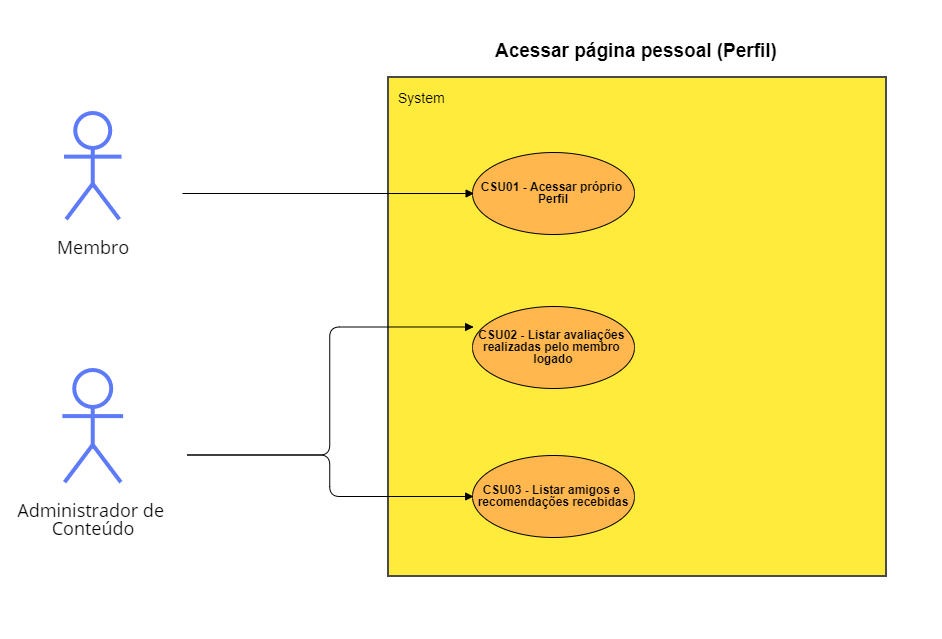 Acessar página pessoal (Perfil)
System
CSU01 - Acessar próprio
Perfil
Membro
CSU02 - Listar avaliações
realizadas pelo membro
logado
CSU03 - Listar amigos e
recomendações recebidas
Administrador de
Conteúdo